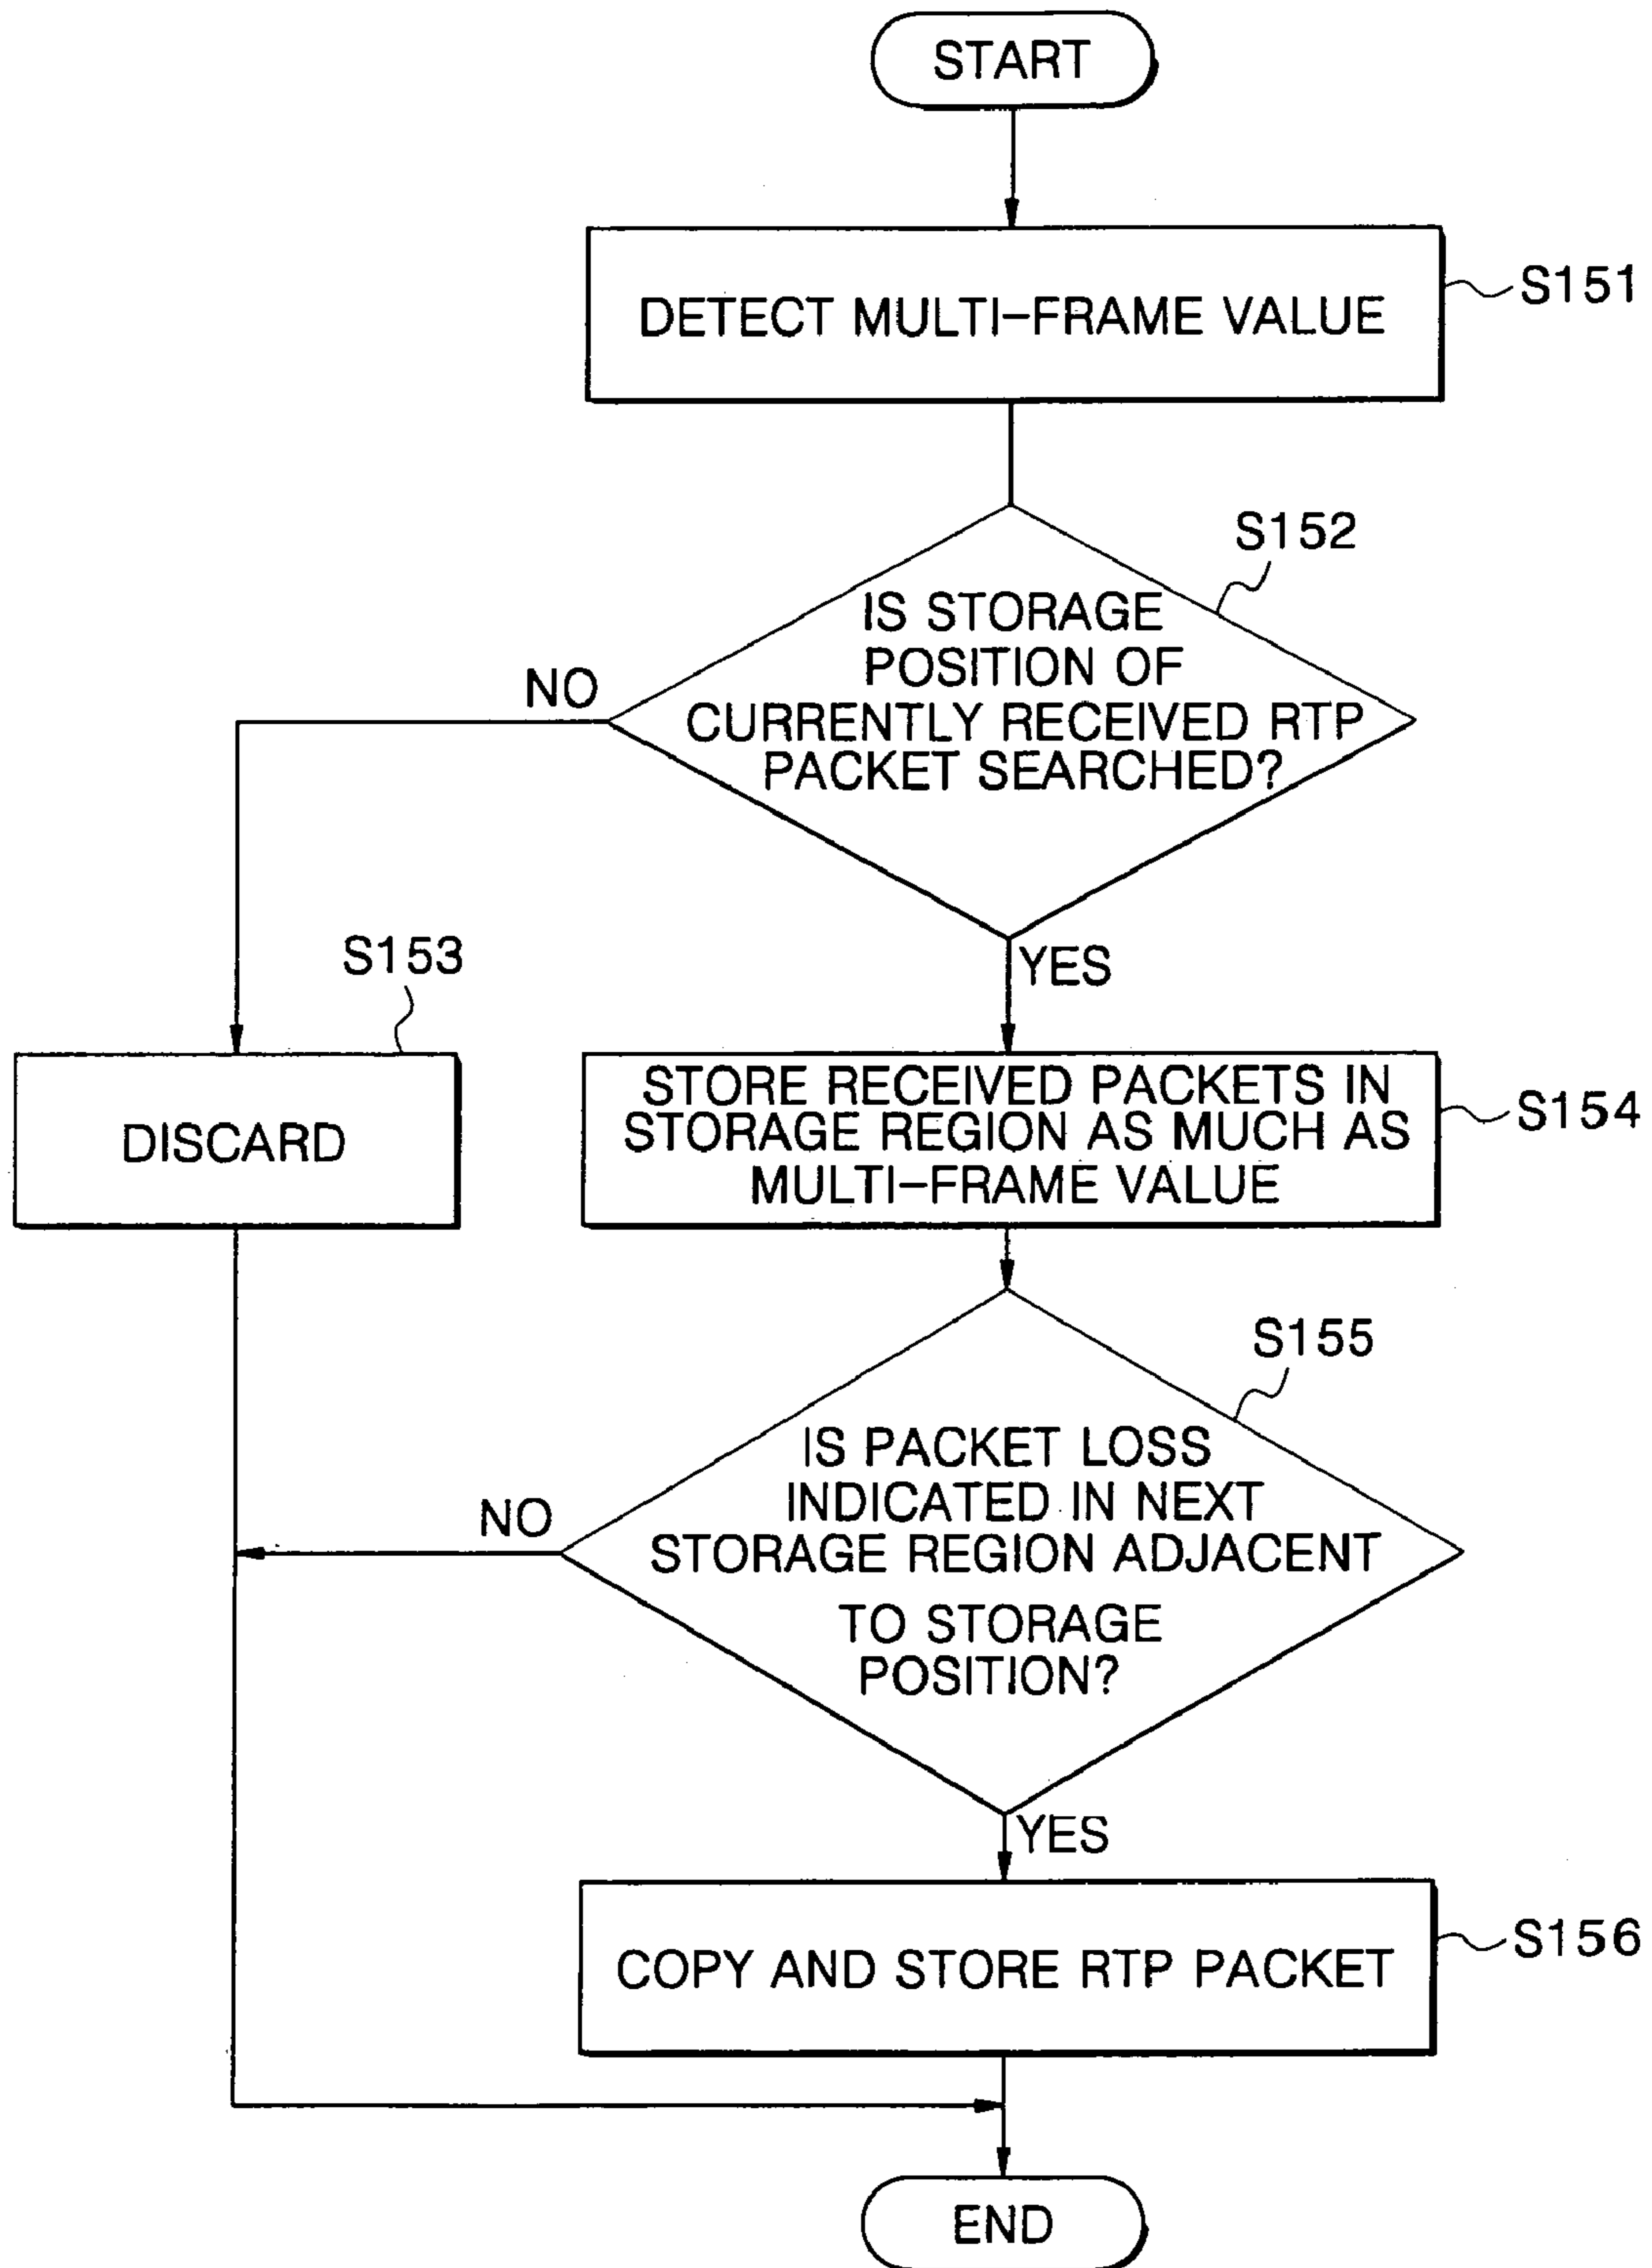 START
DETECT MULTI-FRAME VALUE
S151
S152
IS STORAGE
POSITION OF
CURRENTLY RECEIVED RTP
PACKET SEARCHED?
NO
YES
S153
DISCARD
STORE RECEIVED PACKETS IN
STORAGE REGION AS MUCH AS
MULTI-FRAME VALUE
S154
S155
IS PACKET LOSS
INDICATED IN NEXT
STORAGE REGION ADJACENT
TO STORAGE
POSITION?
NO
YES
COPY AND STORE RTP PACKET
S156
END